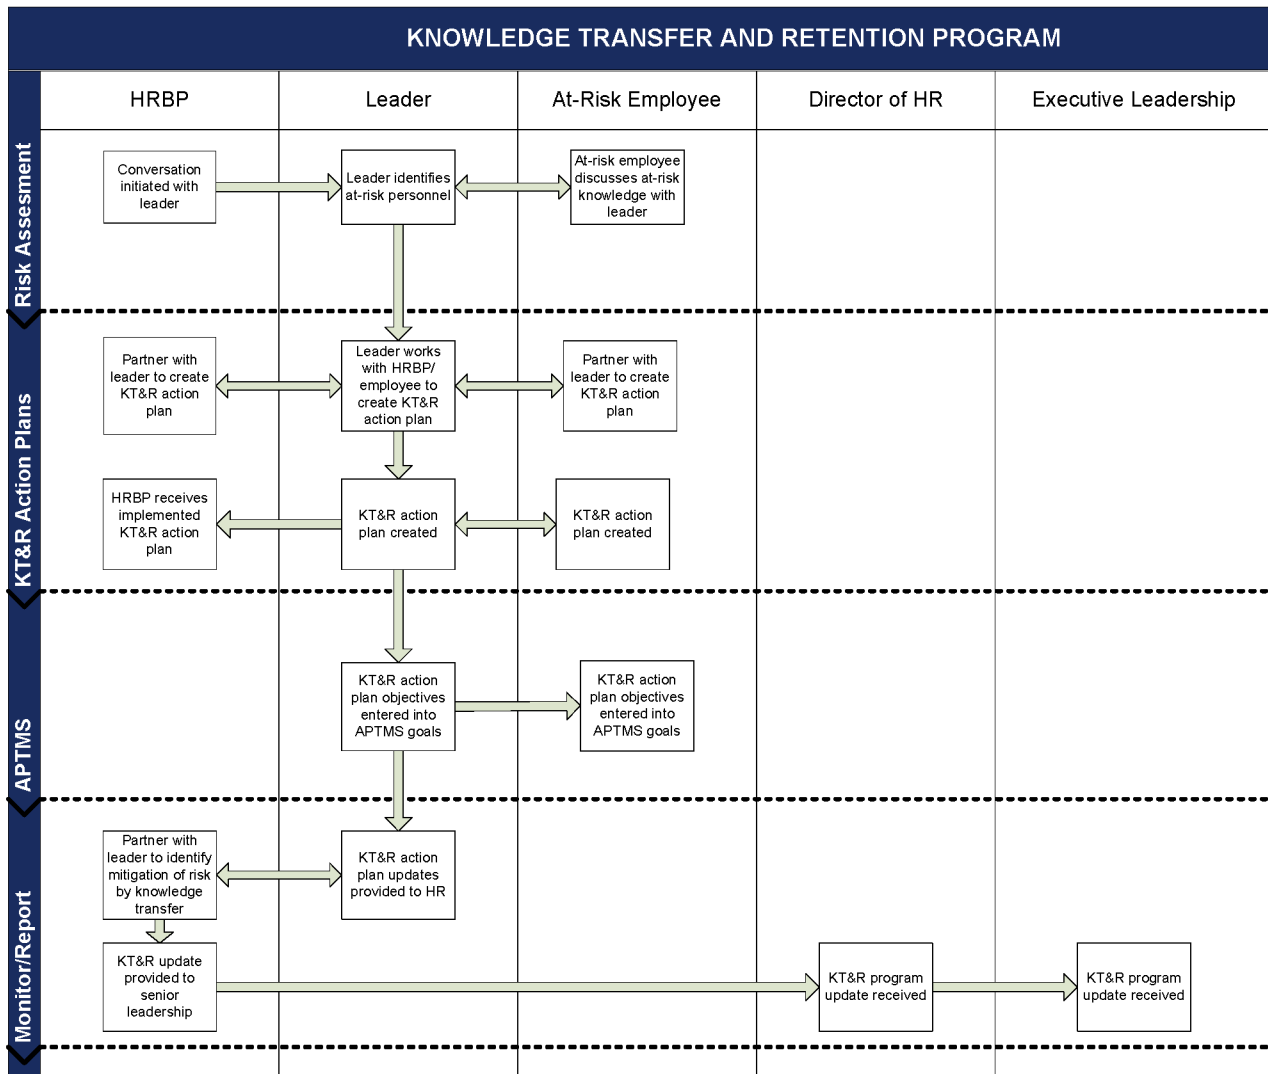 KNOWLEDGE TRANSFER AND RETENTION PROGRAM
HRBP
Leader
At-Risk Employee
Director of HR
Executive Leadership
Risk Assesment
Conversation
initiated with
leader
Leader identifies
at-risk personnel
At-risk employee
discusses at-risk
knowledge with
leader
KT&R Action Plans
Partner with
leader to create
KT&R action
plan
Leader works
with HRBP/
employee to
create KT&R
action plan
Partner with
leader to create
KT&R action
plan
HRBP receives
implemented
KT&R action
plan
KT&R action
plan created
KT&R action
plan created
APTMS
KT&R action
plan objectives
entered into
APTMS goals
KT&R action
plan objectives
entered into
APTMS goals
Monitor/Report
Partner with
leader to identify
mitigation of risk
by knowledge
transfer
KT&R action
plan updates
provided to HR
KT&R update
provided to
senior
leadership
KT&R program
update received
KT&R program
update received